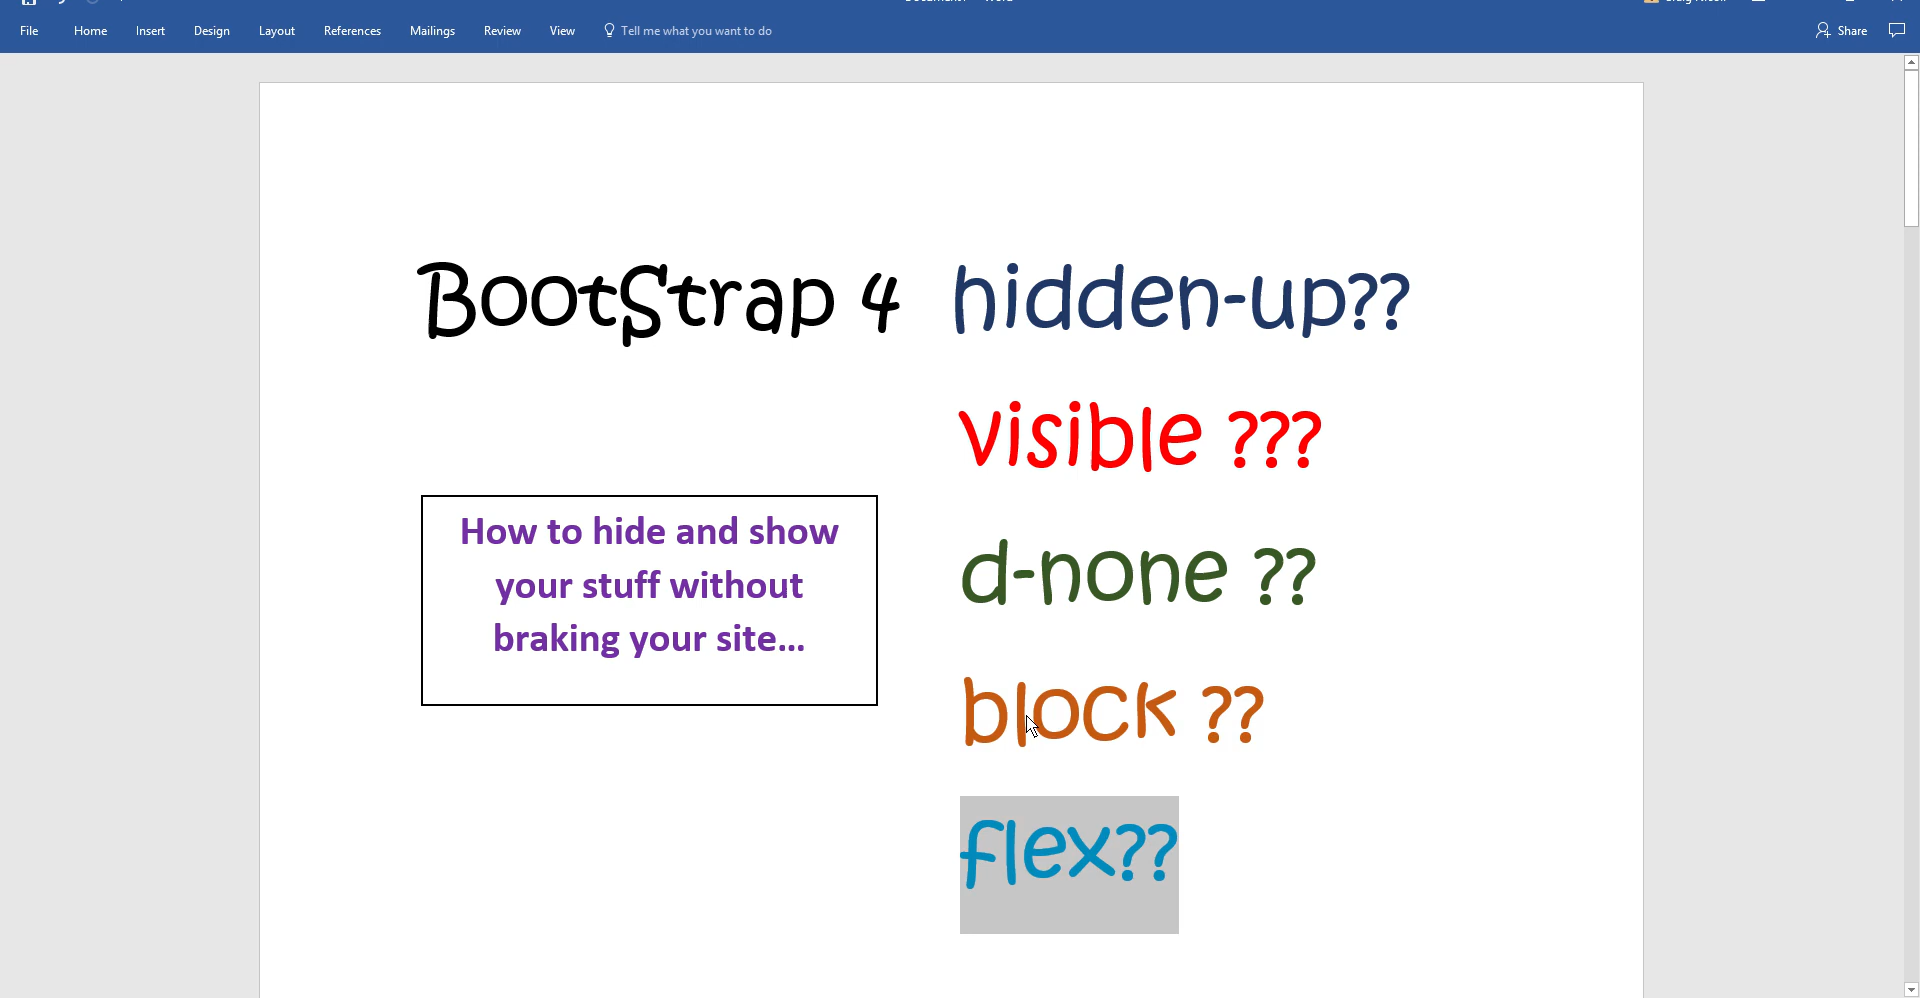 File Home Insert Design Layout References Mailings Review View Tell me what you want to do Share
BootStrap 4 hidden-up??
visible ???
How to hide and show
your stuff without
braking your site...
d-none ??
block ??
flex??